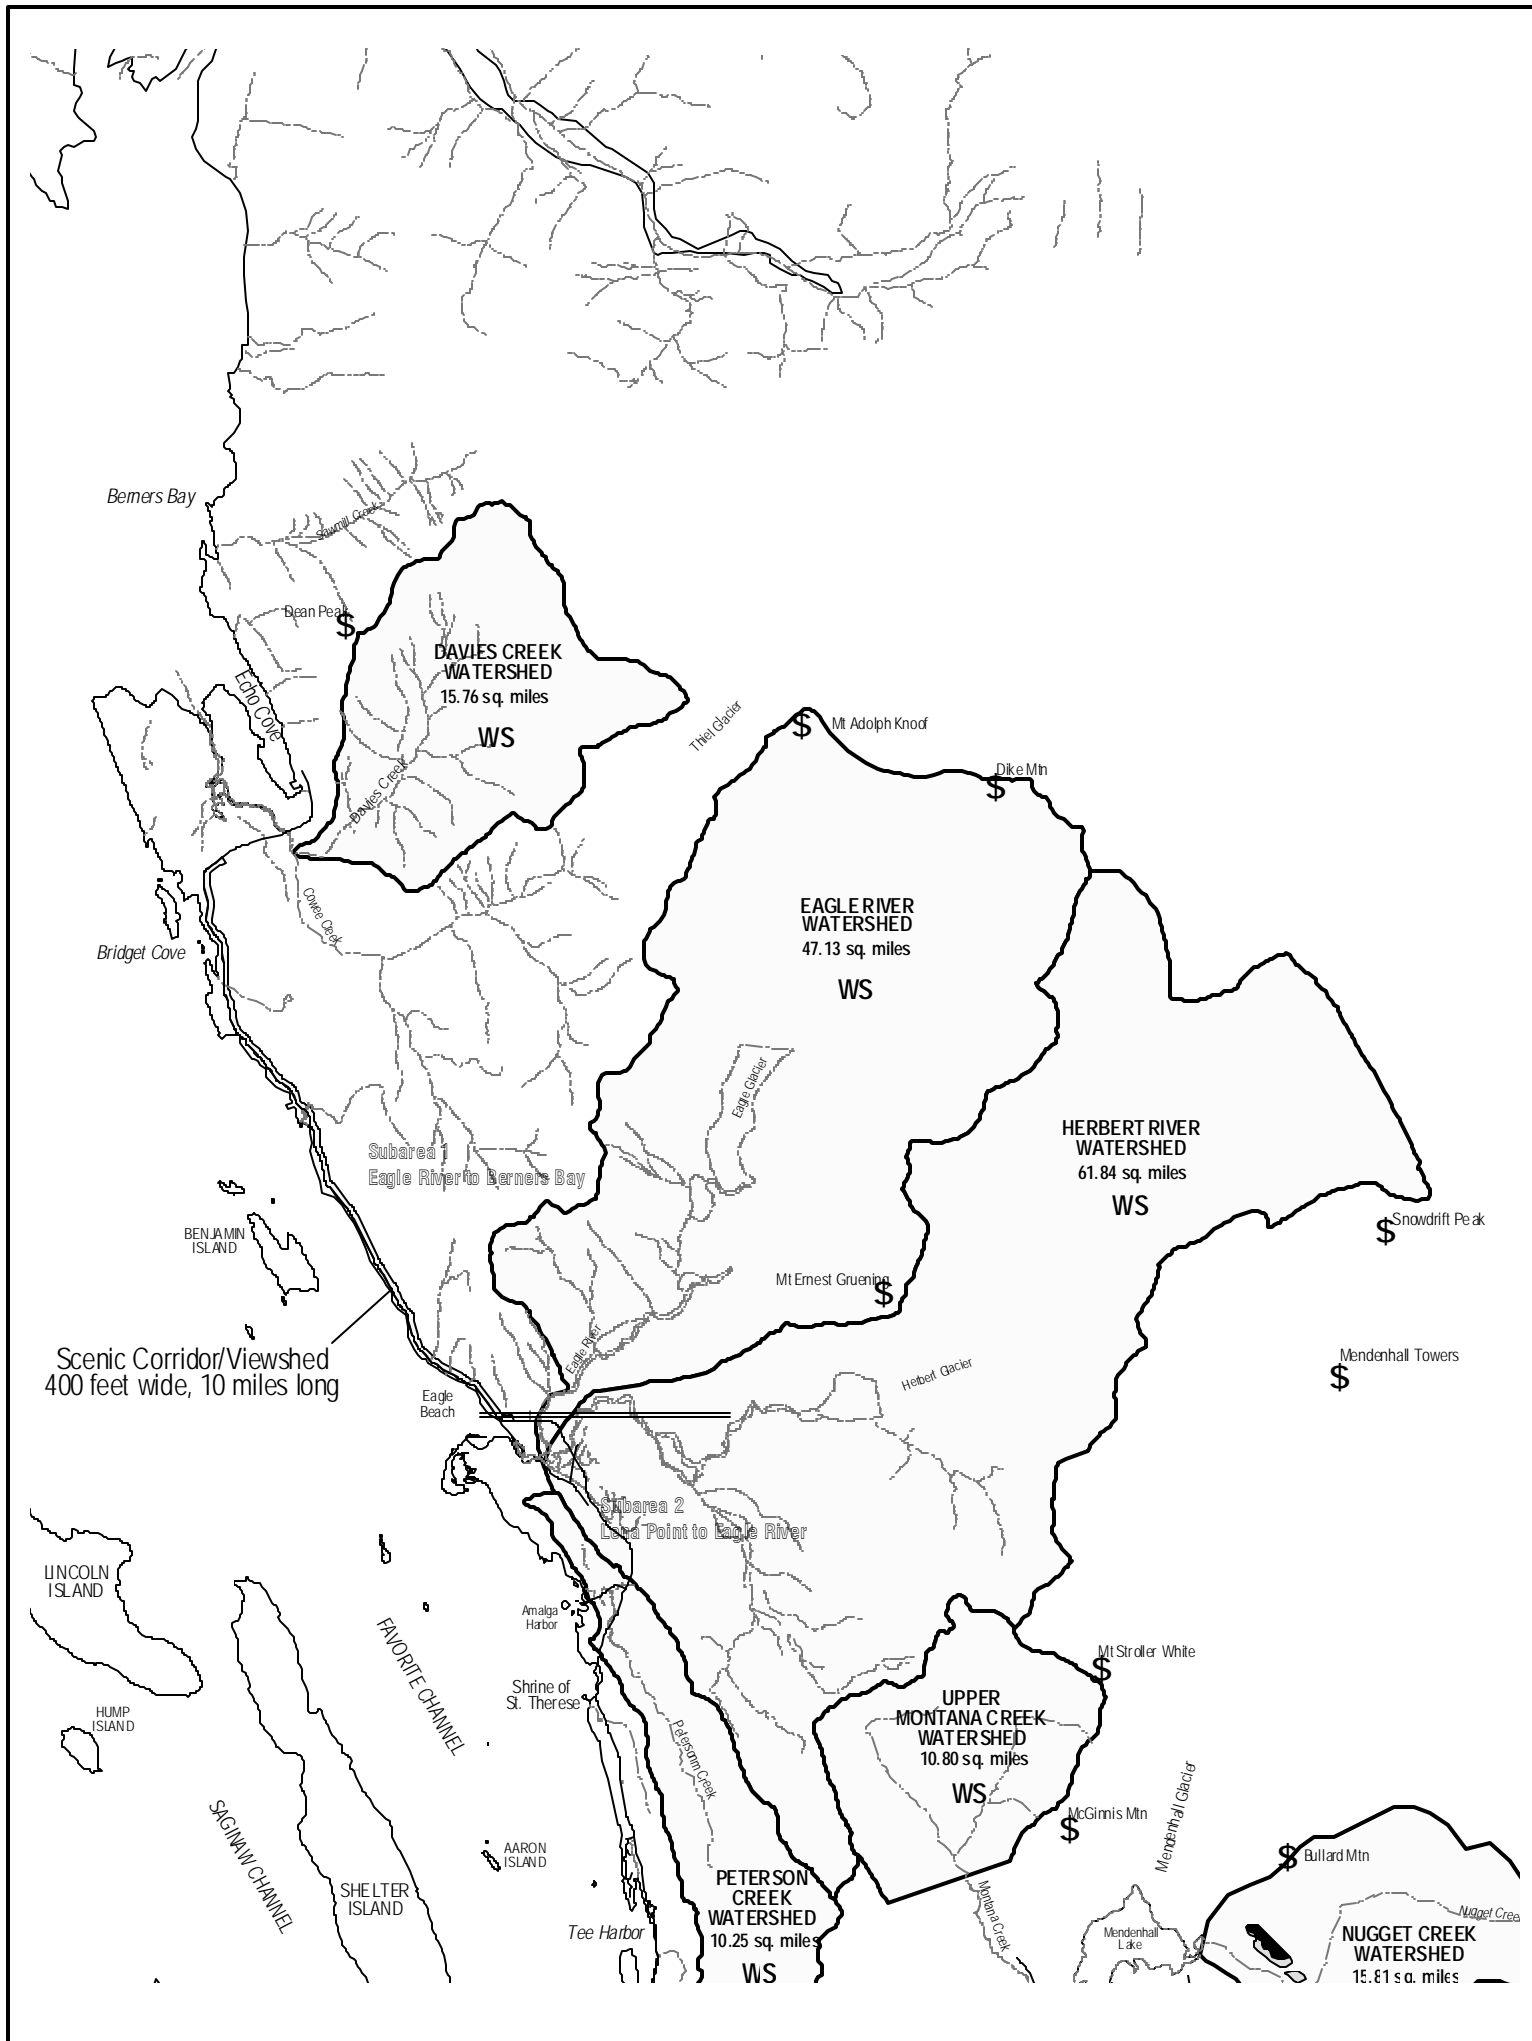 Berners Bay
Sawmill Creek
Dean Peak
$
DAVIES CREEK
WATERSHED
15.76 sq. miles
WS
Echo Cove
Davies Creek
Thiel Glacier
$
Mt Adolph Knoof
Dike Mtn
$
Cowee Creek
Bridget Cove
EAGLE RIVER
WATERSHED
47.13 sq. miles
WS
Eagle Glacier
HERBERT RIVER
WATERSHED
61.84 sq. miles
WS
Subarea 1
Eagle River to Berners Bay
BENJAMIN
ISLAND
$
Snowdrift Peak
Mt Ernest Gruening
$
Scenic Corridor/Viewshed
400 feet wide, 10 miles long
Eagle River
Mendenhall Towers
$
Herbert Glacier
Eagle
Beach
Subarea 2
Lena Point to Eagle River
LINCOLN
ISLAND
Amalga
Harbor
FAVORITE CHANNEL
Shrine of
St. Therese
Mt Stroller White
$
HUMP
ISLAND
UPPER
MONTANA CREEK
WATERSHED
10.80 sq. miles
WS
Petersonm Creek
McGinnis Mtn
$
Mendenhall Glacier
SAGINAW CHANNEL
AARON
ISLAND
$
Bullard Mtn
SHELTER
ISLAND
PETERSON
CREEK
WATERSHED
10.25 sq. miles
WS
Tee Harbor
Montana Creek
Mendenhall
Lake
Nugget Creek
NUGGET CREEK
WATERSHED
15.81 sq. miles